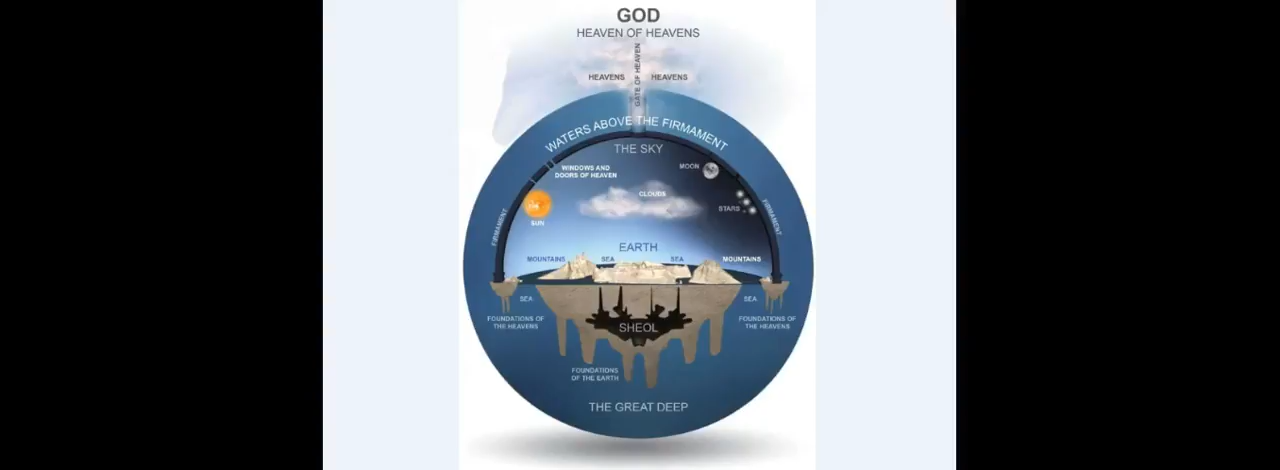 GOD
HEAVEN OF HEAVENS
GATE OF HEAVEN
HEAVENS
HEAVENS
WATERS ABOVE THE FIRMAMENT
THE SKY
WINDOWS AND
DOORS OF HEAVEN
MOON
CLOUDS
STARS
SUN
FIRMAMENT
FIRMAMENT
EARTH
MOUNTAINS
SEA
SEA
MOUNTAINS
SEA
SEA
FOUNDATIONS OF
THE HEAVENS
FOUNDATIONS OF
THE HEAVENS
SHEOL
FOUNDATIONS
OF THE EARTH
THE GREAT DEEP